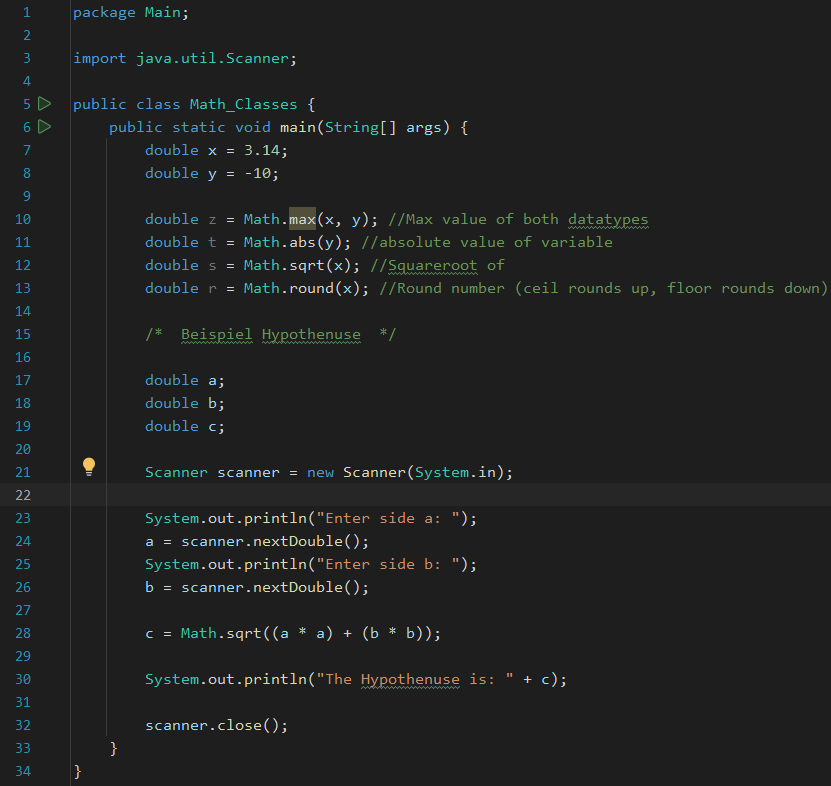 1 package Main;
2
3 import java.util.Scanner;
4
5 public class Math_Classes {
6 public static void main(String[] args) {
7 double x = 3.14;
8 double y = -10;
9
10 double z = Math.max(x, y); //Max value of both datatypes
11 double t = Math.abs(y); //absolute value of variable
12 double s = Math.sqrt(x); //Squareroot of
13 double r = Math.round(x); //Round number (ceil rounds up, floor rounds down)
14
15 /*  Beispiel Hypothenuse  */
16
17 double a;
18 double b;
19 double c;
20
21 Scanner scanner = new Scanner(System.in);
22
23 System.out.println("Enter side a: ");
24 a = scanner.nextDouble();
25 System.out.println("Enter side b: ");
26 b = scanner.nextDouble();
27
28 c = Math.sqrt((a * a) + (b * b));
29
30 System.out.println("The Hypothenuse is: " + c);
31
32 scanner.close();
33 }
34 }